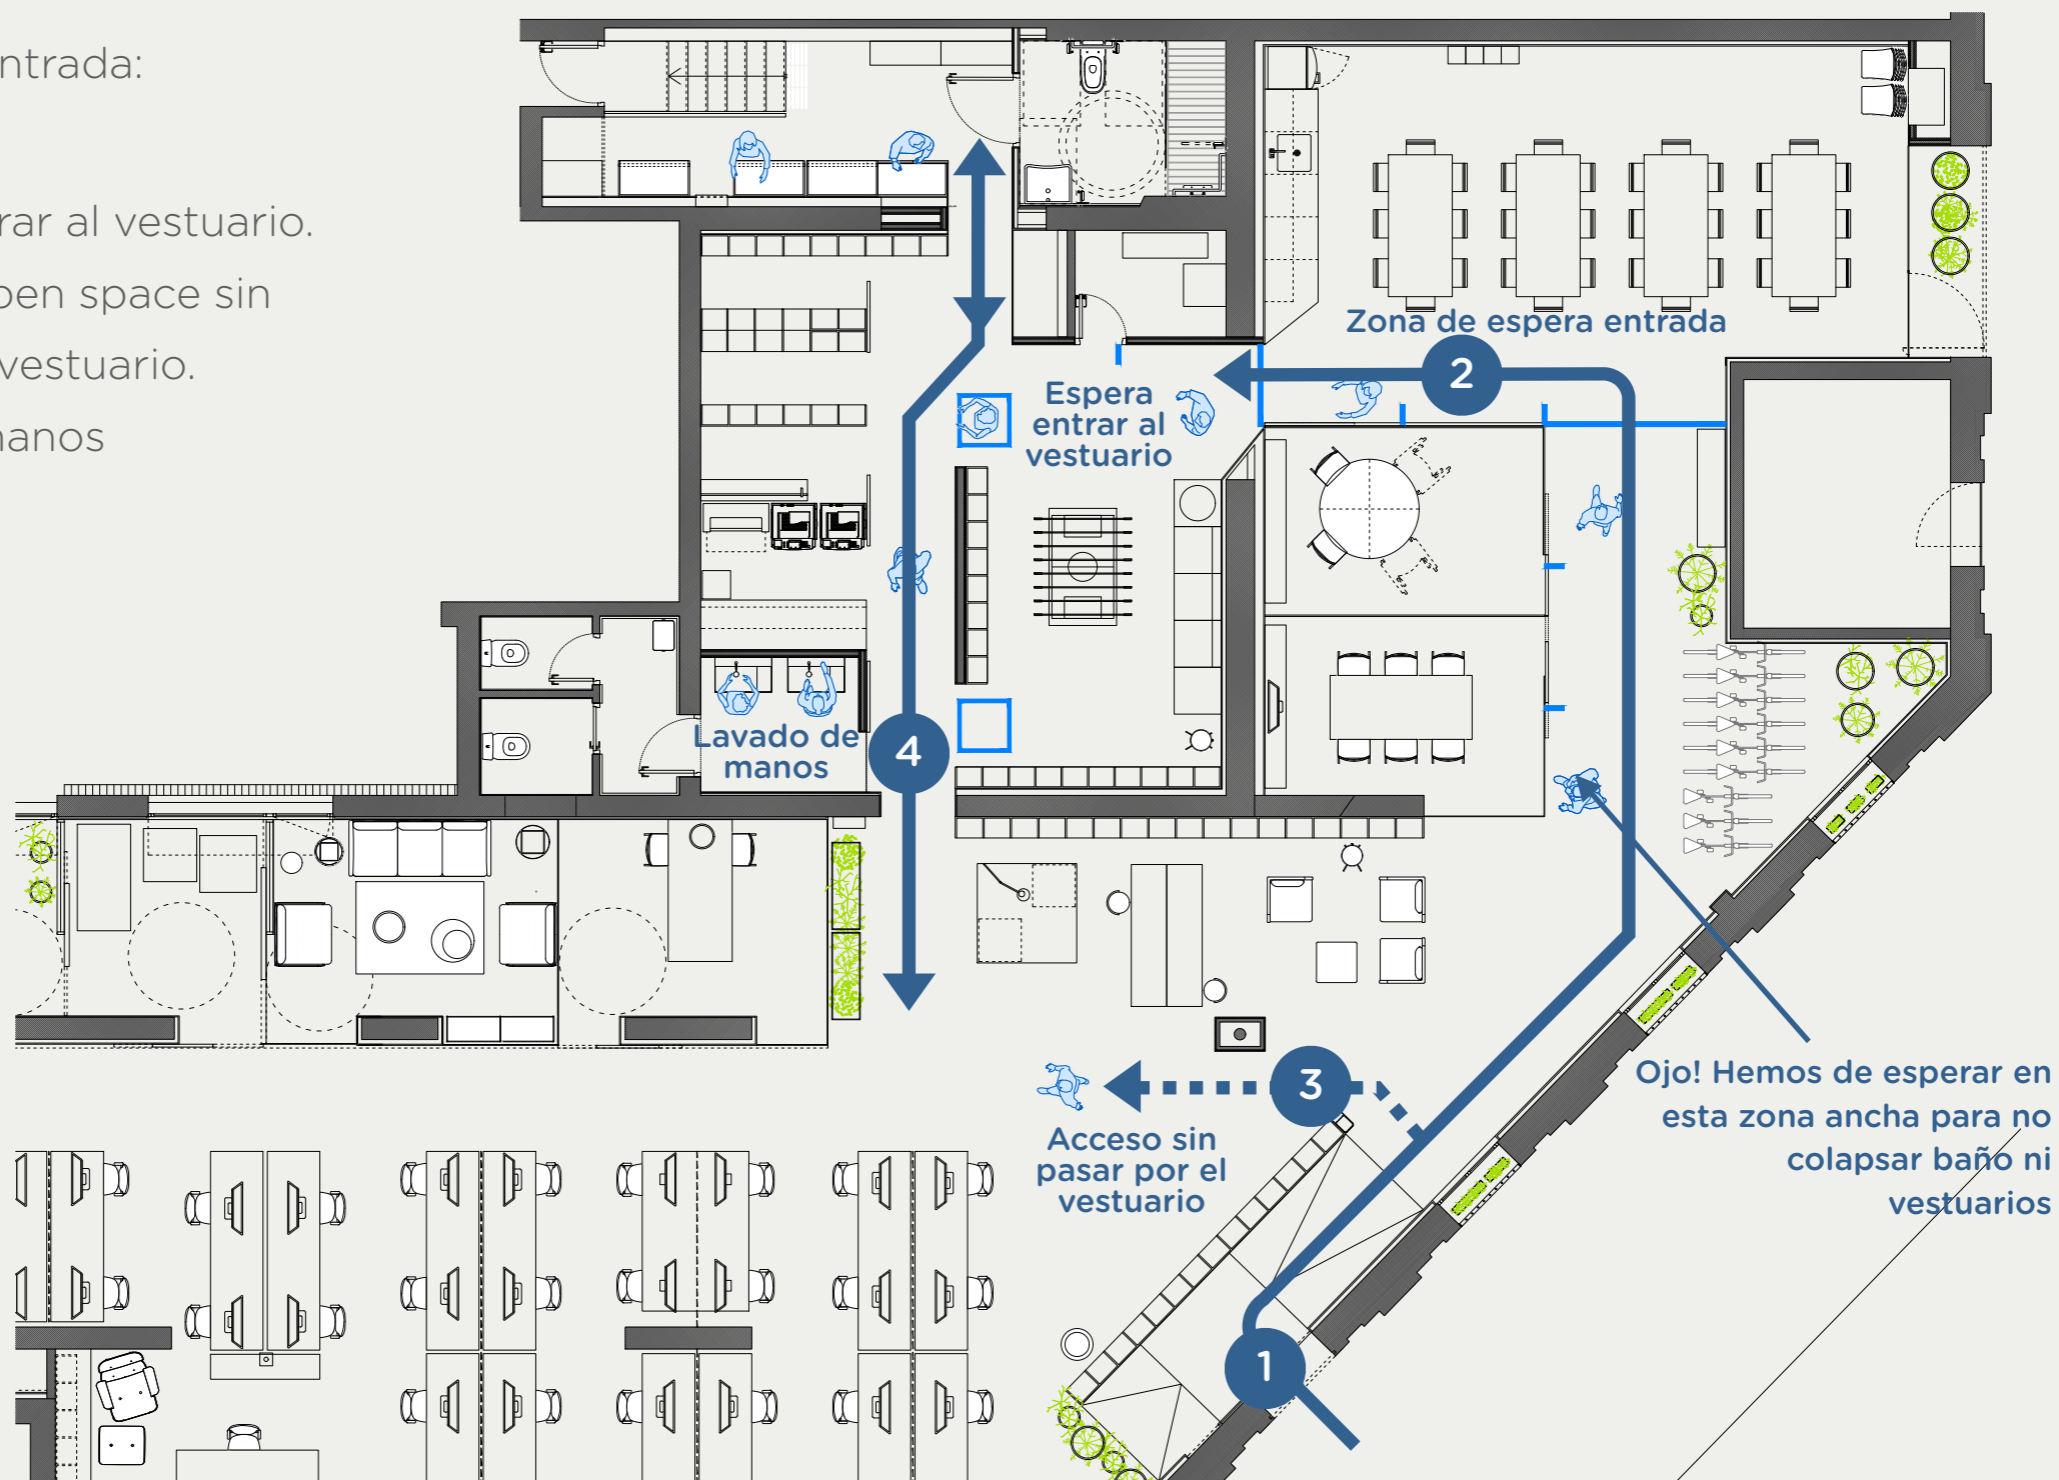 ntrada:
rar al vestuario.
pen space sin
vestuario.
nanos
Zona de espera entrada
2
Espera
entrar al
vestuario
Lavado de
manos
4
3
Acceso sin
pasar por el
vestuario
Ojo! Hemos de esperar en
esta zona ancha para no
colapsar baño ni
vestuarios
1